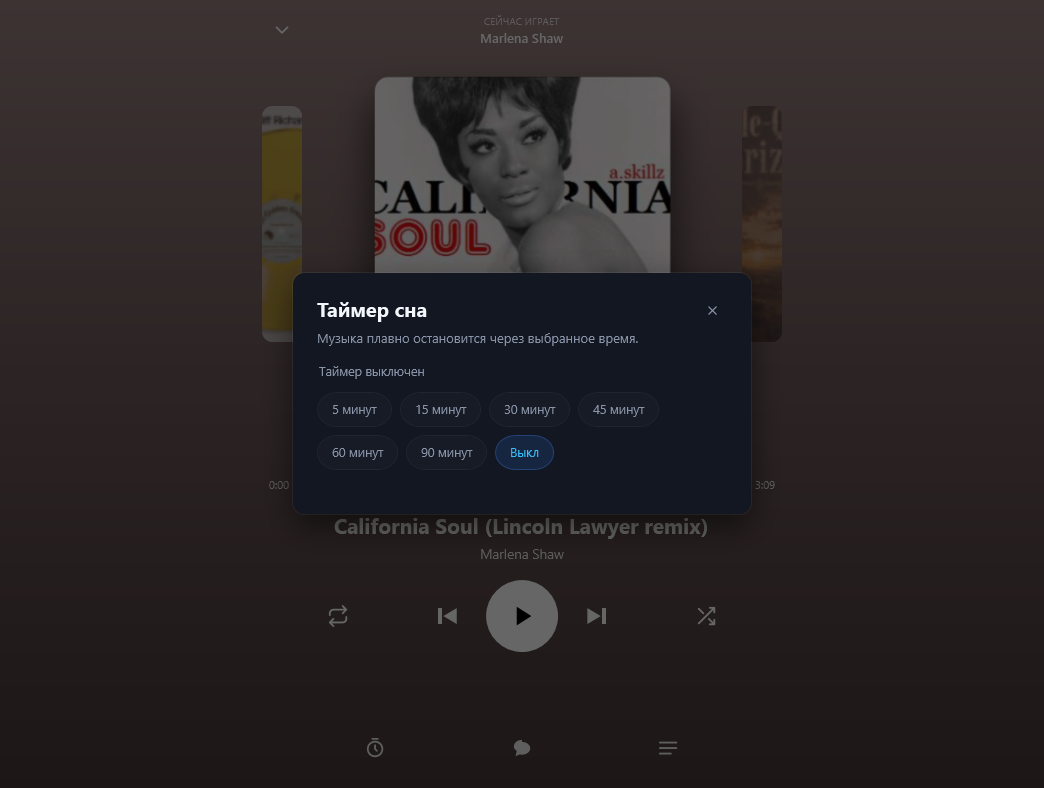 СЕЙЧАС ИГРАЕТ
Marlena Shaw
a.skillz
CALIFORNIA
SOUL
Таймер сна
Музыка плавно остановится через выбранное время.
Таймер выключен
5 минут 15 минут 30 минут 45 минут
60 минут 90 минут Выкл
0:00 3:09
California Soul (Lincoln Lawyer remix)
Marlena Shaw